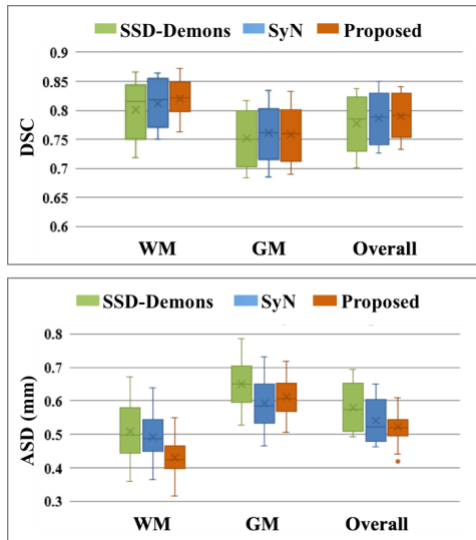 0.9
SSD-Demons SyN Proposed
0.85
0.8
DSC
0.75
0.7
0.65
0.6
WM GM Overall
SSD-Demons SyN Proposed
0.8
0.7
ASD (mm)
0.6
0.5
0.4
0.3
WM GM Overall